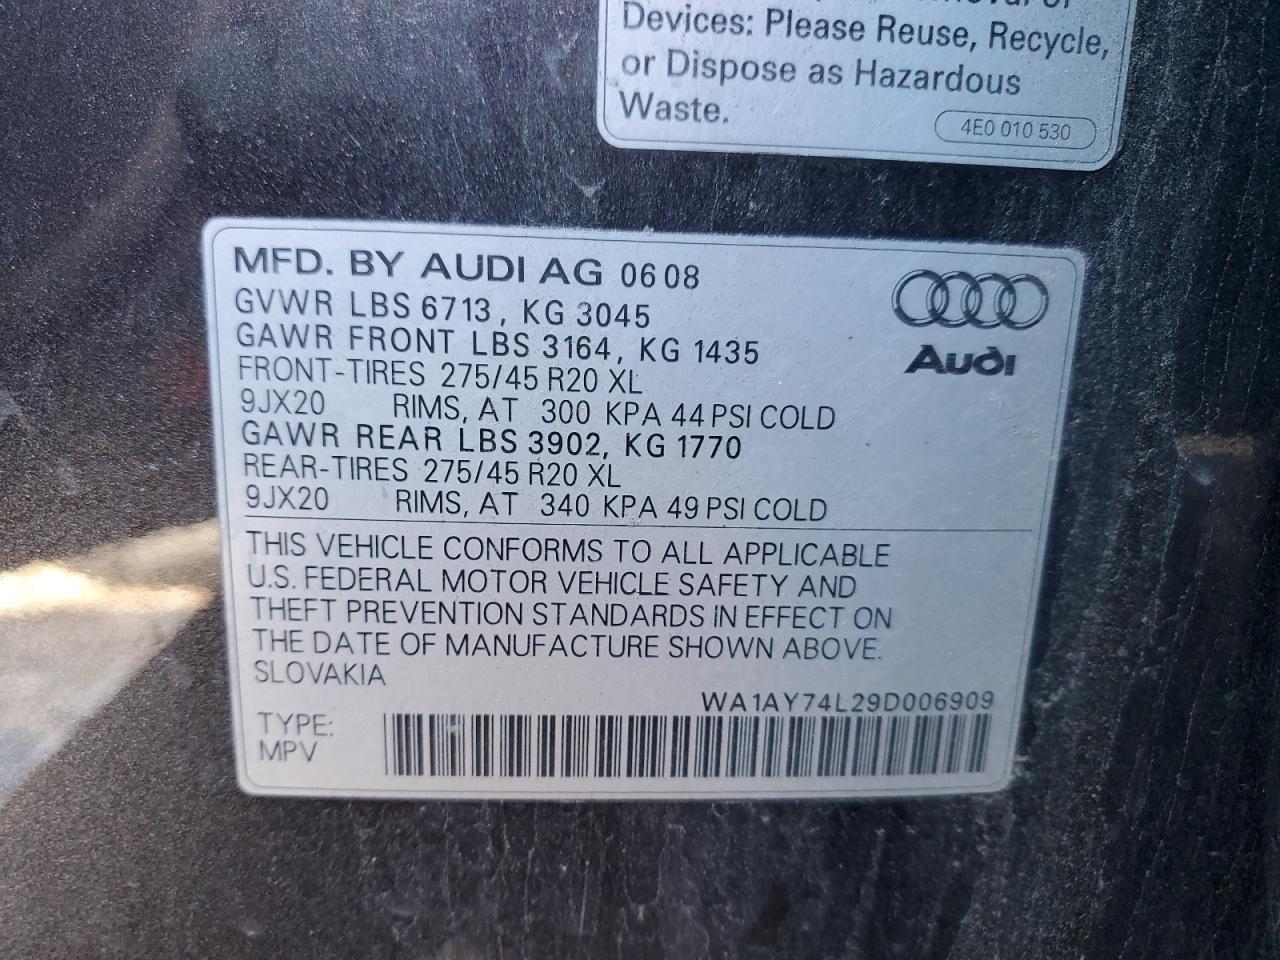 Devices: Please Reuse, Recycle,
or Dispose as Hazardous
Waste.
4E0 010 530
MFD. BY AUDI AG 06 08
GVWR LBS 6713, KG 3045
GAWR FRONT LBS 3164, KG 1435
FRONT-TIRES 275/45 R20 XL
9JX20 RIMS, AT 300 KPA 44 PSI COLD
GAWR REAR LBS 3902, KG 1770
REAR-TIRES 275/45 R20 XL
9JX20 RIMS, AT 340 KPA 49 PSI COLD
Audi
THIS VEHICLE CONFORMS TO ALL APPLICABLE
U.S. FEDERAL MOTOR VEHICLE SAFETY AND
THEFT PREVENTION STANDARDS IN EFFECT ON
THE DATE OF MANUFACTURE SHOWN ABOVE.
SLOVAKIA
WA1AY74L29D006909
TYPE:
MPV